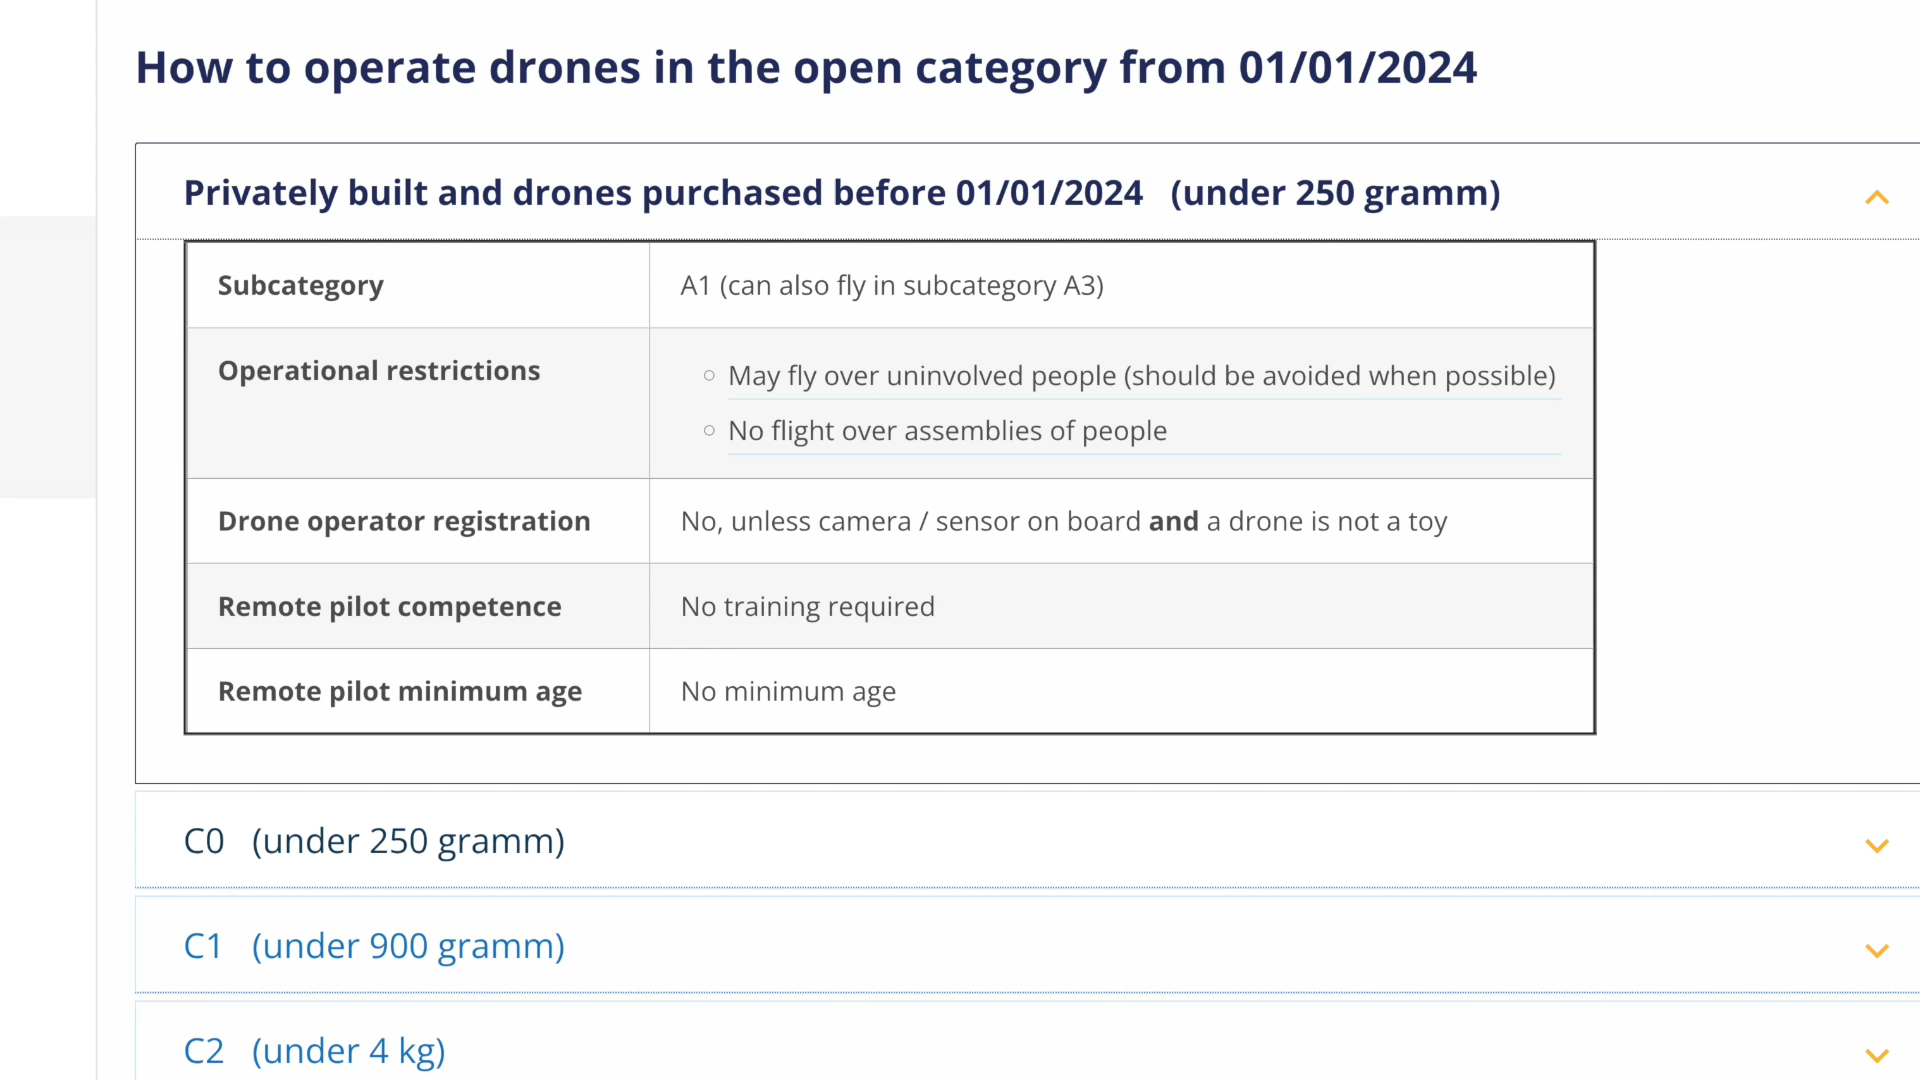 How to operate drones in the open category from 01/01/2024
Privately built and drones purchased before 01/01/2024 (under 250 gramm)
Subcategory A1 (can also fly in subcategory A3)
Operational restrictions
May fly over uninvolved people (should be avoided when possible)
No flight over assemblies of people
Drone operator registration No, unless camera / sensor on board and a drone is not a toy
Remote pilot competence No training required
Remote pilot minimum age No minimum age
C0 (under 250 gramm)
C1 (under 900 gramm)
C2 (under 4 kg)